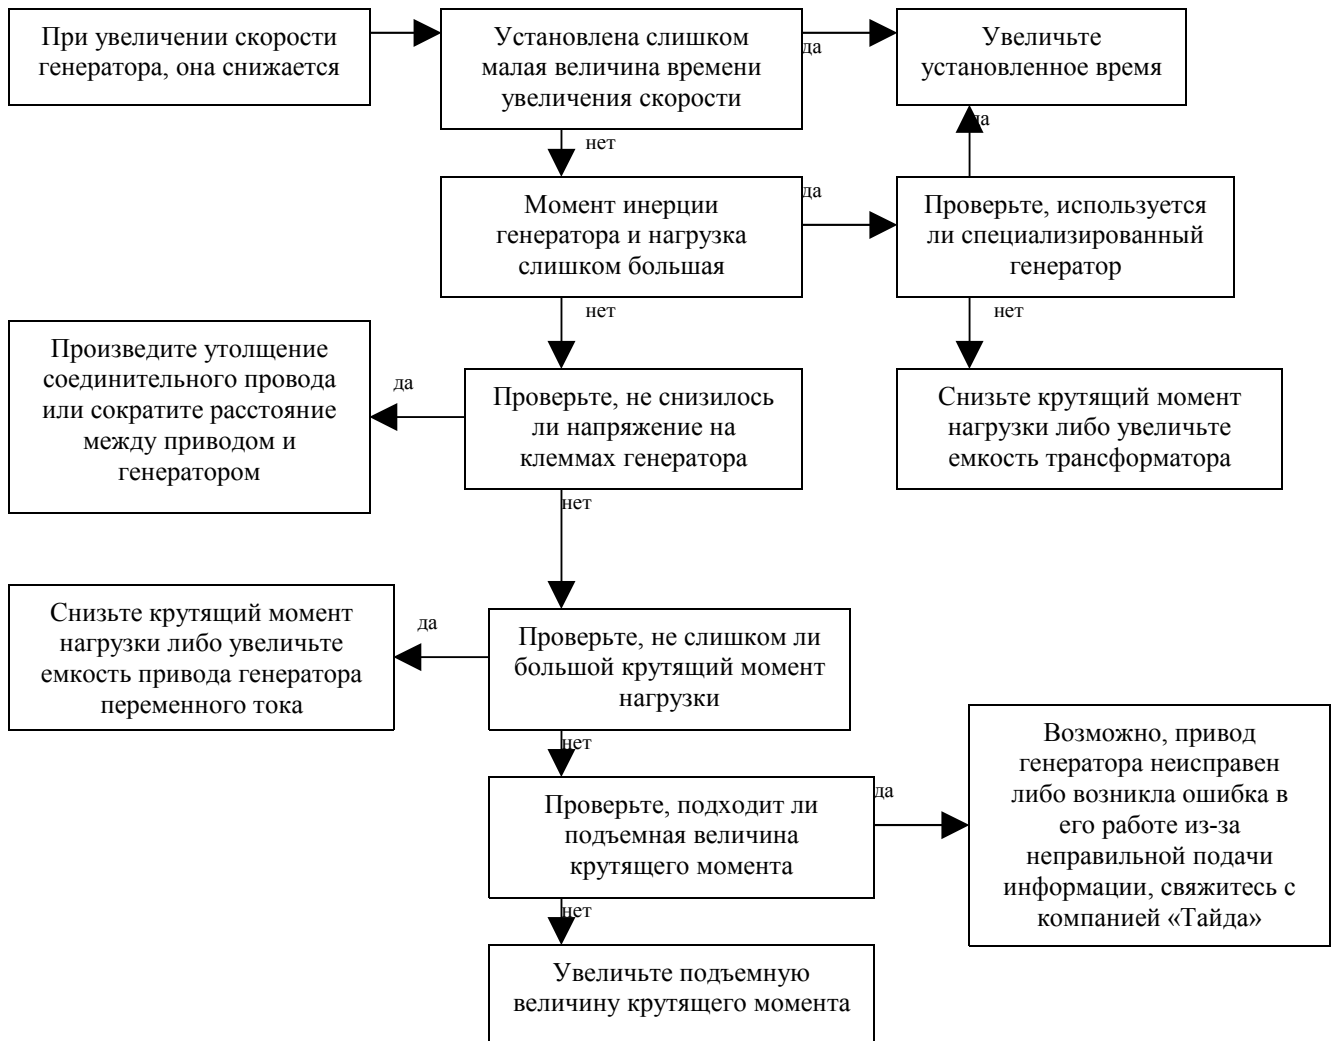 При увеличении скорости
генератора, она снижается
Установлена слишком
малая величина времени
увеличения скорости
да
Увеличьте
установленное время
нет
да
Момент инерции
генератора и нагрузка
слишком большая
да
Проверьте, используется
ли специализированный
генератор
нет
нет
Произведите утолщение
соединительного провода
или сократите расстояние
между приводом и
генератором
да
Проверьте, не снизилось
ли напряжение на
клеммах генератора
Снизьте крутящий момент
нагрузки либо увеличьте
емкость трансформатора
нет
Снизьте крутящий момент
нагрузки либо увеличьте
емкость привода генератора
переменного тока
да
Проверьте, не слишком ли
большой крутящий момент
нагрузки
нет
Проверьте, подходит ли
подъемная величина
крутящего момента
да
Возможно, привод
генератора неисправен
либо возникла ошибка в
его работе из-за
неправильной подачи
информации, свяжитесь с
компанией «Тайда»
нет
Увеличьте подъемную
величину крутящего момента